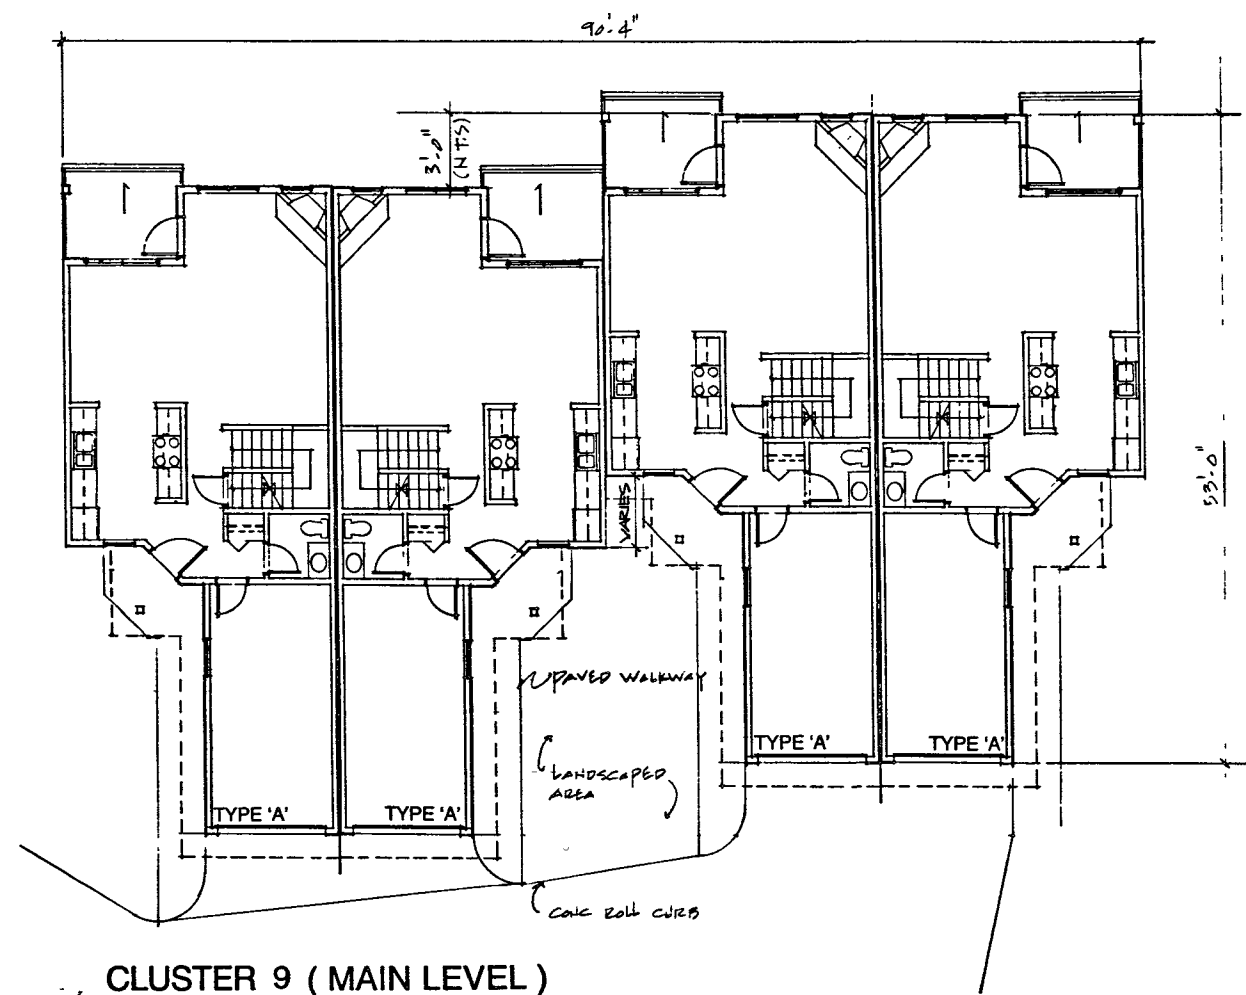 90'-4"
3'-0"
(N.T.S)
1
1
1
1
53'-0"
VARIES
PAVED WALKWAY
TYPE 'A'
TYPE 'A'
LANDSCAPED
AREA
TYPE 'A'
TYPE 'A'
CONC ROLL CURB
CLUSTER 9 ( MAIN LEVEL )